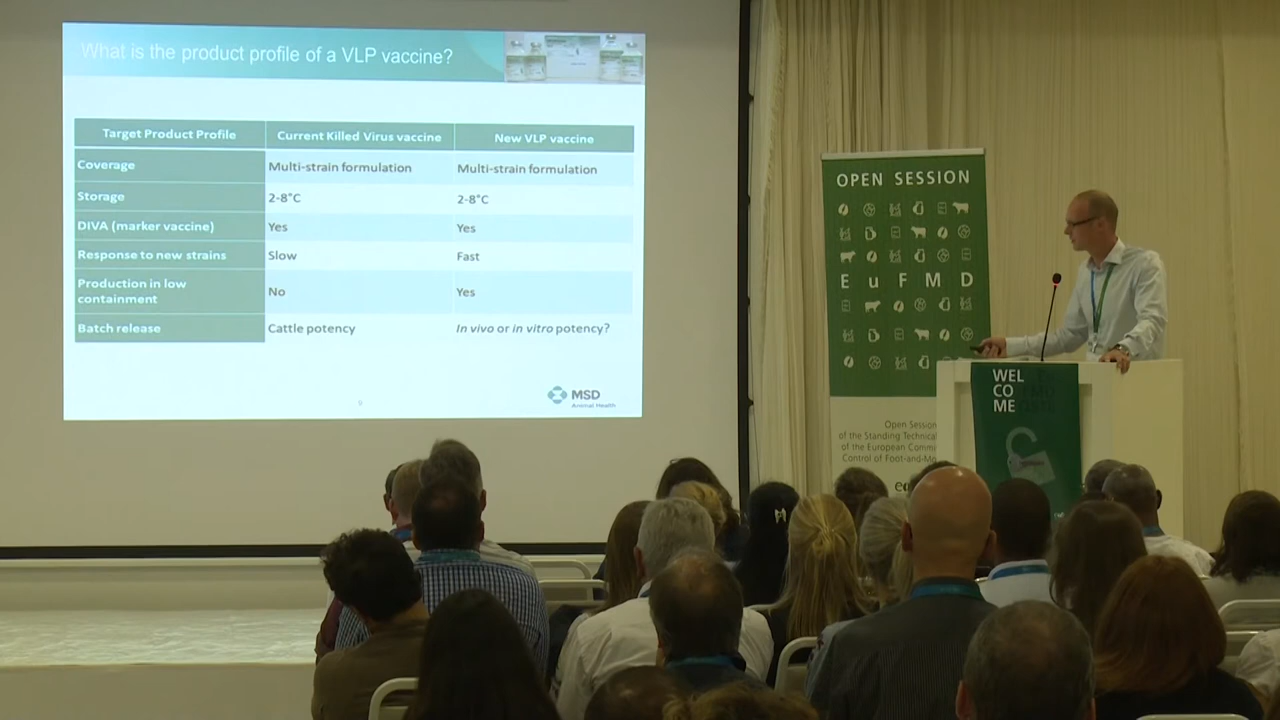 What is the product profile of a VLP vaccine?
Target Product Profile Current Killed Virus vaccine New VLP vaccine
Coverage Multi-strain formulation Multi-strain formulation
Storage 2-8°C 2-8°C
DIVA (marker vaccine) Yes Yes
Response to new strains Slow Fast
Production in low
containment No Yes
Batch release Cattle potency In vivo or in vitro potency?
MSD
Animal Health
OPEN SESSION
EuFMD
Open Session
of the Standing Technical
of the European Commi
Control of Foot-and-Mo
WEL
CO
ME